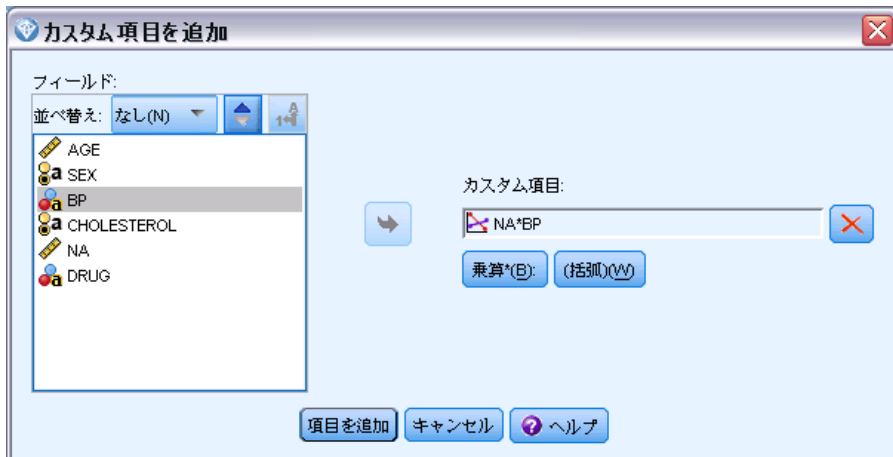 カスタム項目を追加
フィールド:
並べ替え: なし(N)
AGE
SEX
BP
CHOLESTEROL
NA
DRUG
カスタム項目:
NA*BP
乗算*(B):
(括弧)(W)
項目を追加
キャンセル
ヘルプ